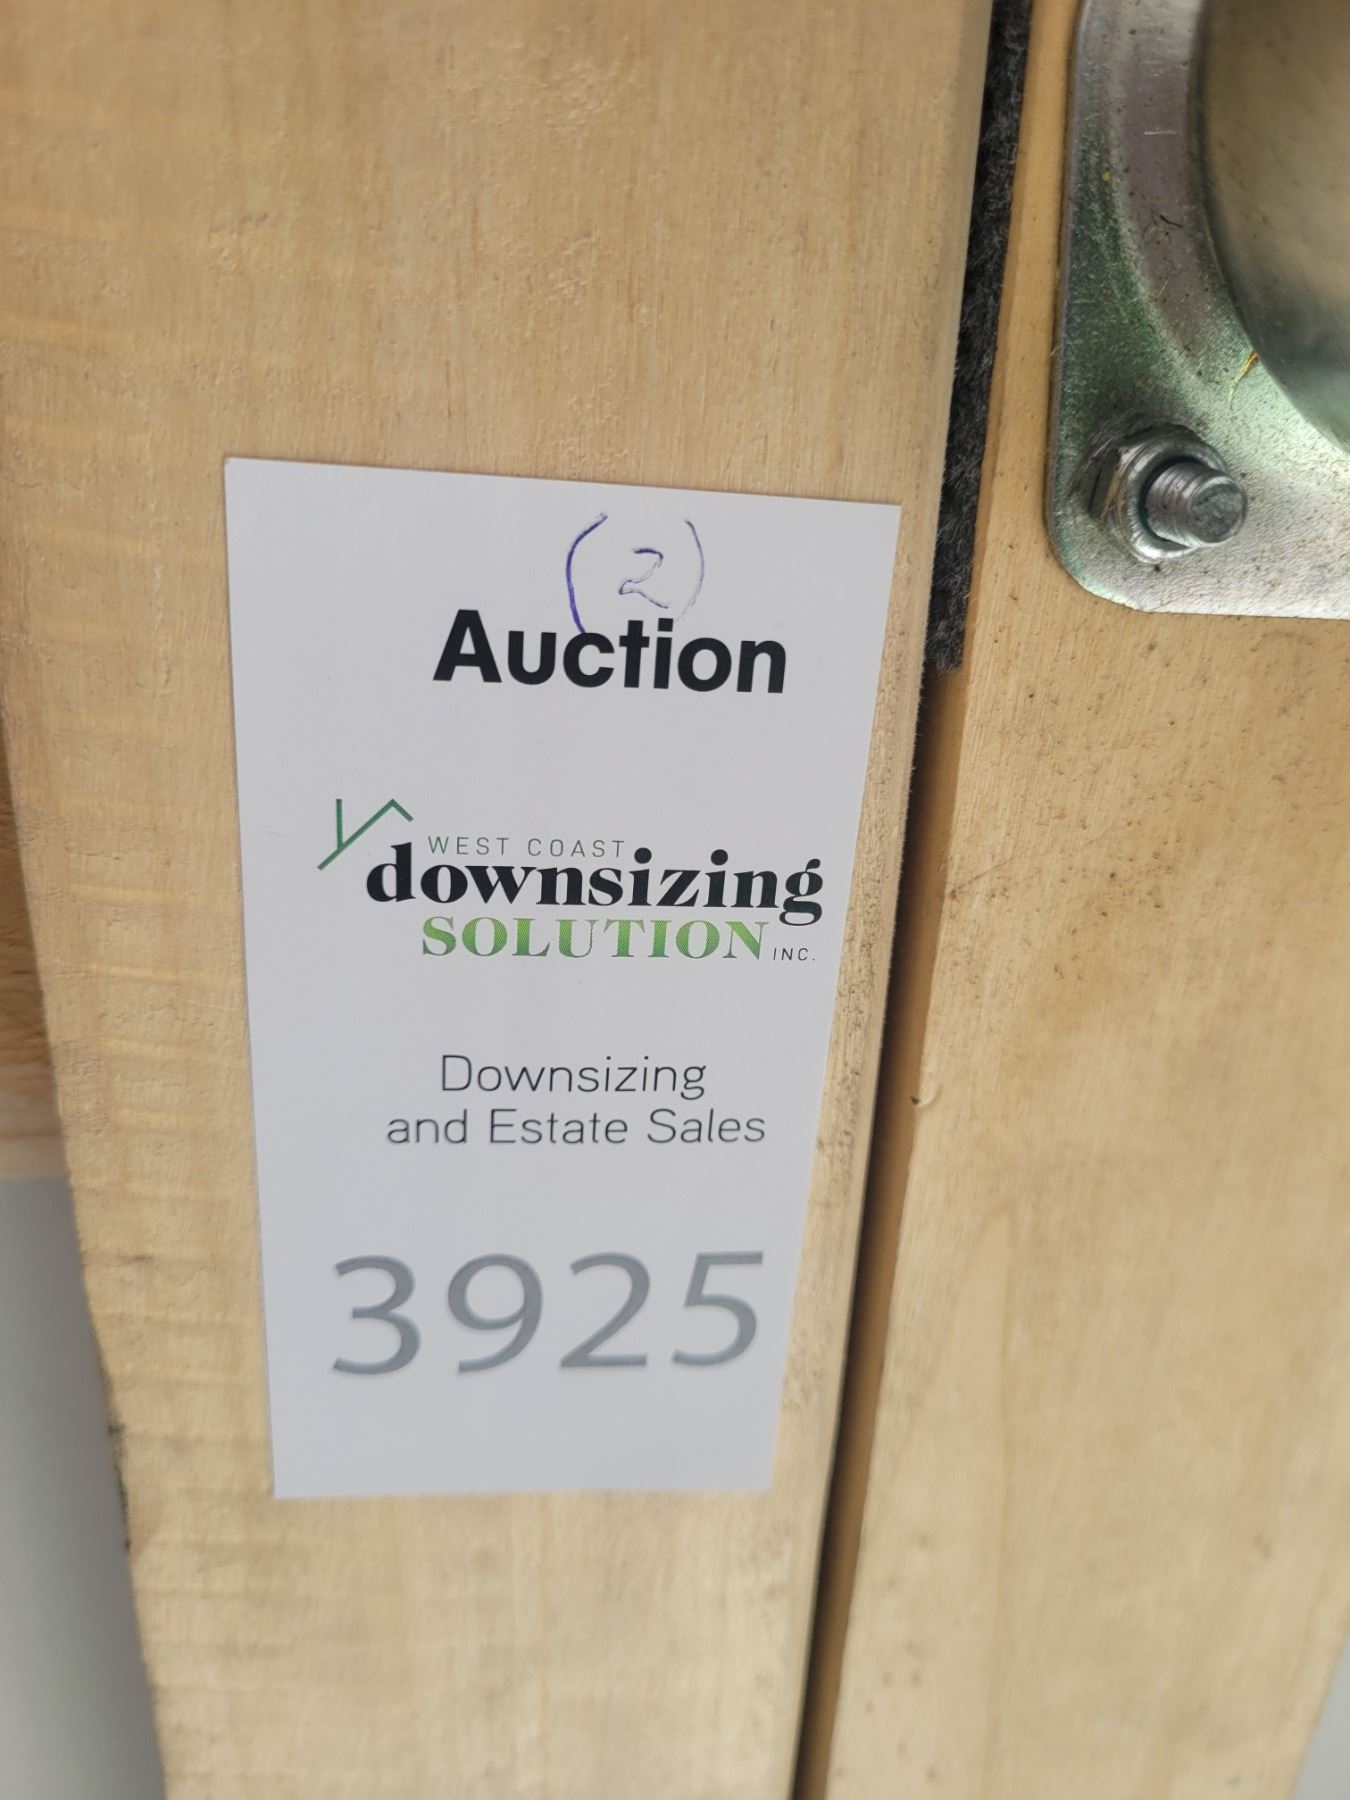 (2)
Auction
WEST COAST
downsizing
SOLUTION INC.
Downsizing
and Estate Sales
3925